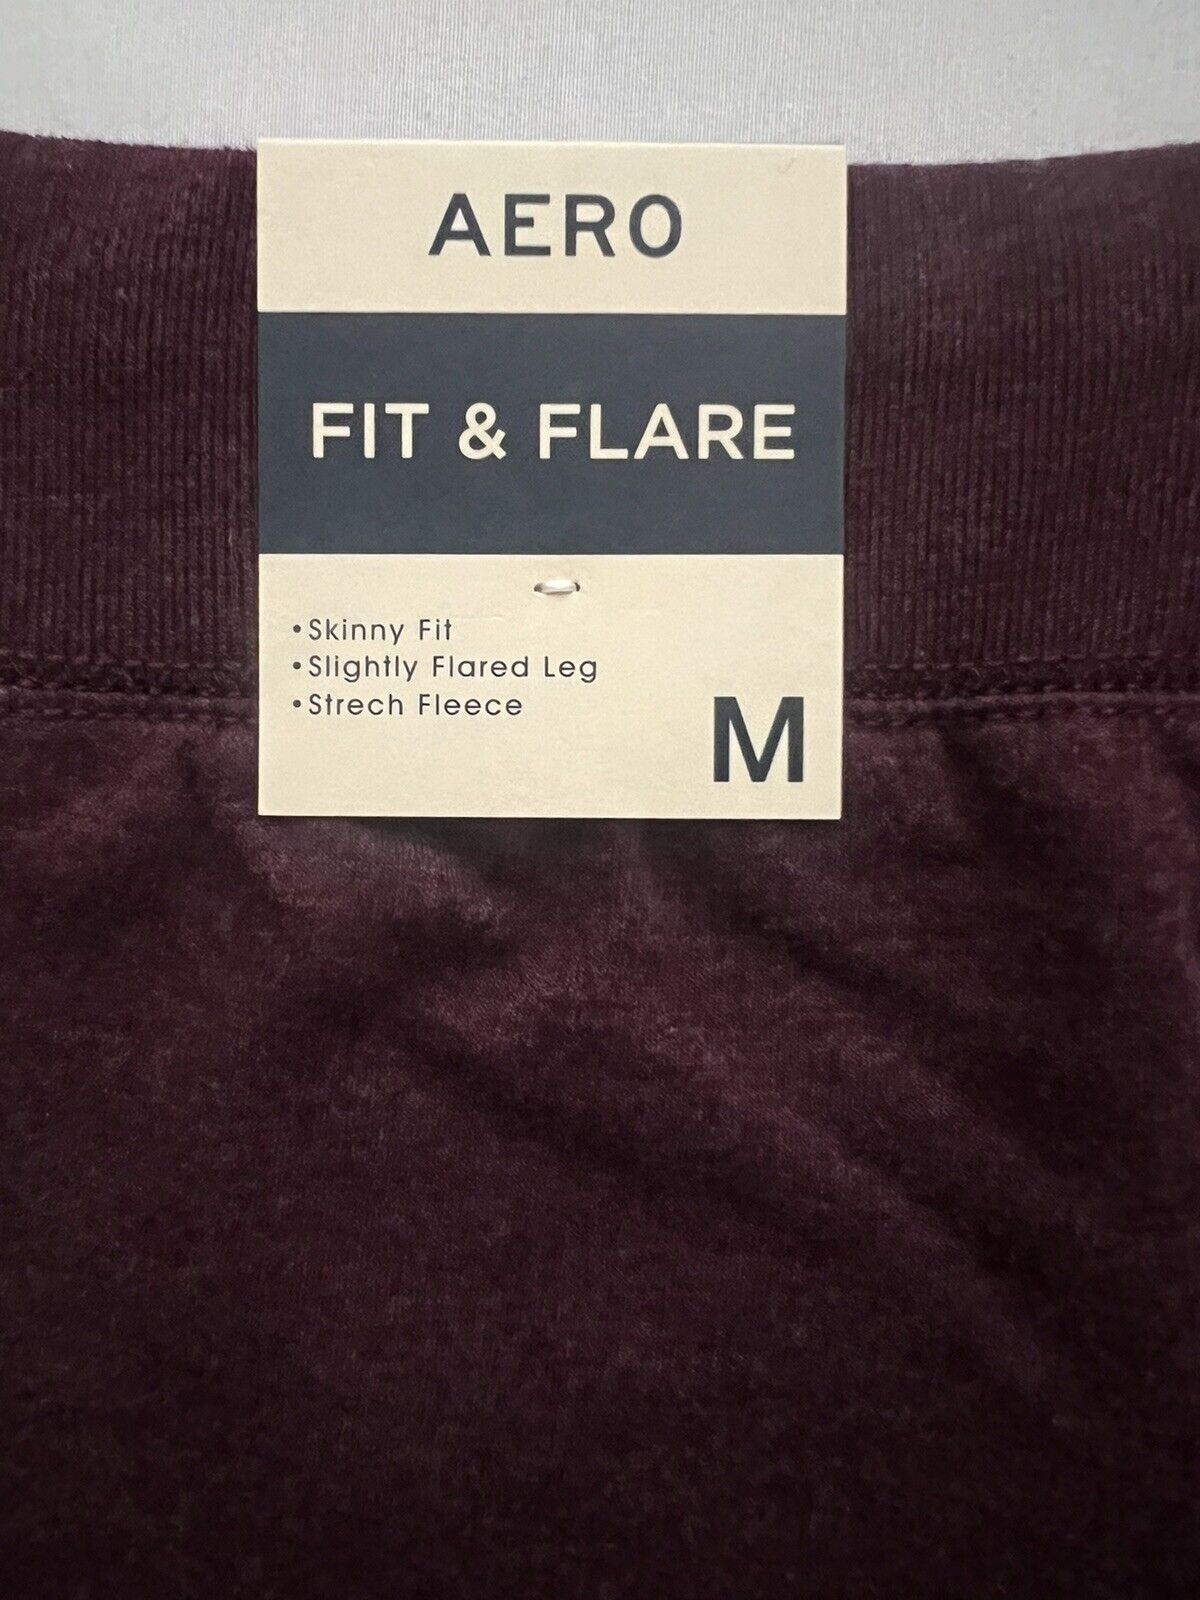 AERO
FIT & FLARE
•Skinny Fit
•Slightly Flared Leg
•Strech Fleece
M